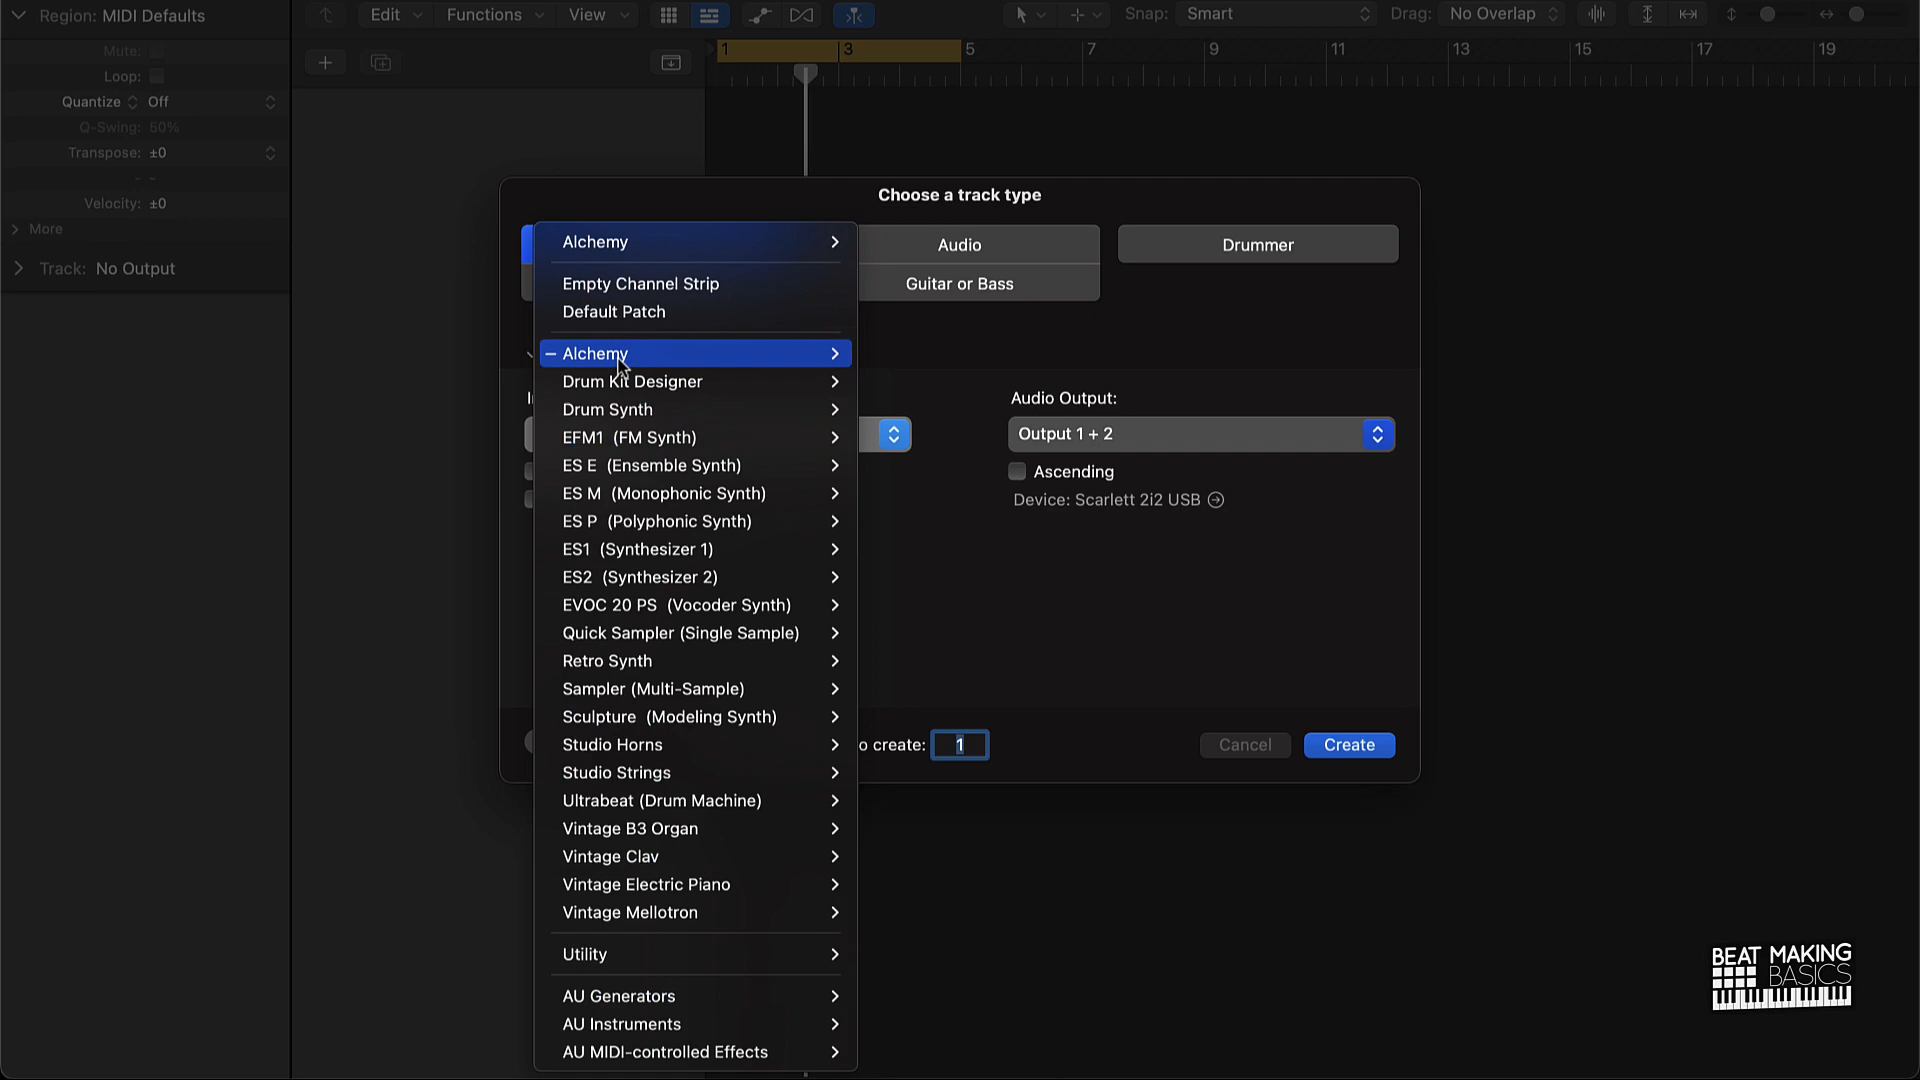 Region: MIDI Defaults
Mute:
Loop:
Quantize Off
Q-Swing: 50%
Transpose: ±0
Velocity: ±0
More
Track: No Output
Edit Functions View
Snap: Smart
Drag: No Overlap
1 3 5 7 9 11 13 15 17 19
Choose a track type
Audio
Drummer
Guitar or Bass
Alchemy
Empty Channel Strip
Default Patch
Alchemy
Drum Kit Designer
Drum Synth
EFM1 (FM Synth)
ES E (Ensemble Synth)
ES M (Monophonic Synth)
ES P (Polyphonic Synth)
ES1 (Synthesizer 1)
ES2 (Synthesizer 2)
EVOC 20 PS (Vocoder Synth)
Quick Sampler (Single Sample)
Retro Synth
Sampler (Multi-Sample)
Sculpture (Modeling Synth)
Studio Horns
Studio Strings
Ultrabeat (Drum Machine)
Vintage B3 Organ
Vintage Clav
Vintage Electric Piano
Vintage Mellotron
Utility
AU Generators
AU Instruments
AU MIDI-controlled Effects
Audio Output:
Output 1 + 2
Ascending
Device: Scarlett 2i2 USB
o create: 1
Cancel
Create
BEAT MAKING
BASICS